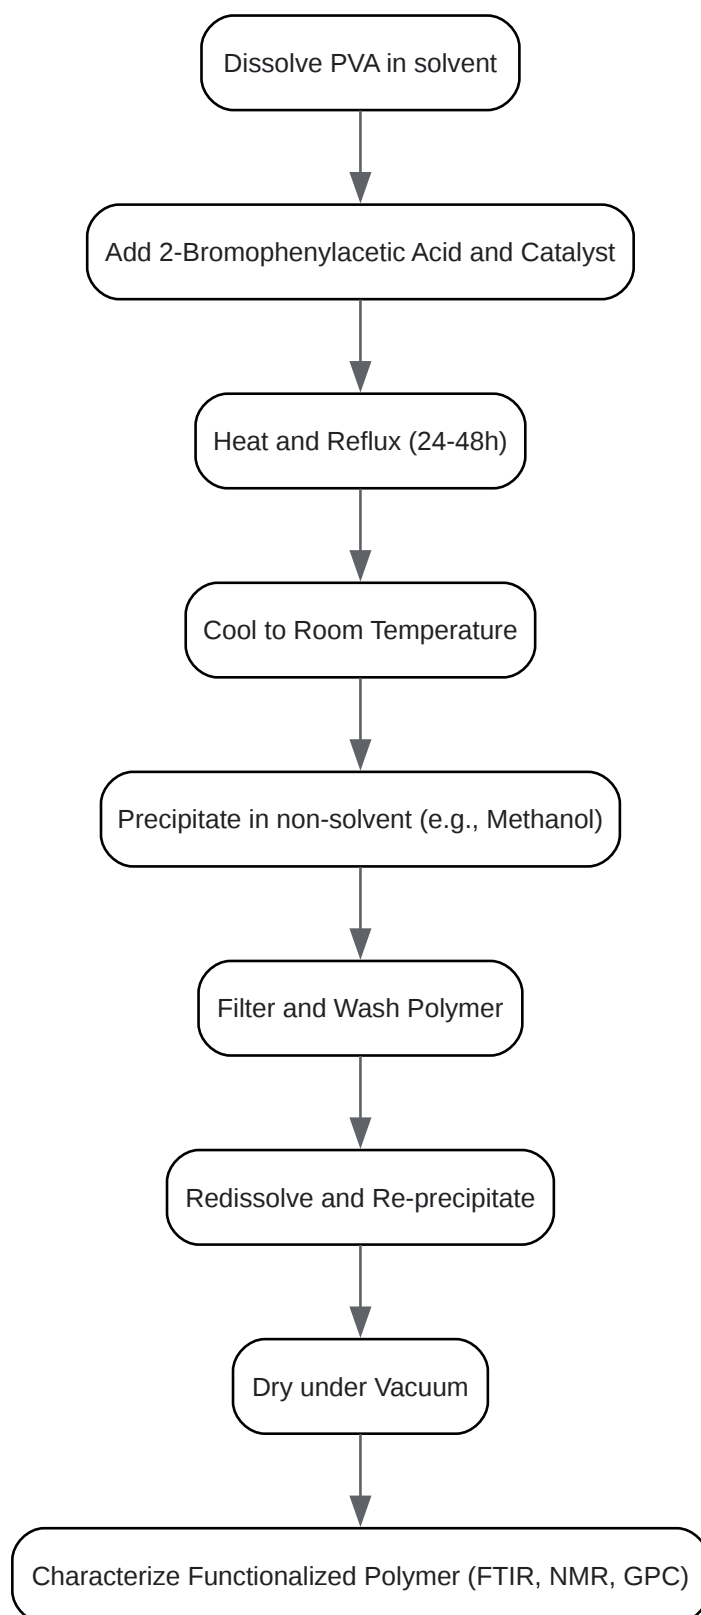 Dissolve PVA in solvent
Add 2-Bromophenylacetic Acid and Catalyst
Heat and Reflux (24-48h)
Cool to Room Temperature
Precipitate in non-solvent (e.g., Methanol)
Filter and Wash Polymer
Redissolve and Re-precipitate
Dry under Vacuum
Characterize Functionalized Polymer (FTIR, NMR, GPC)